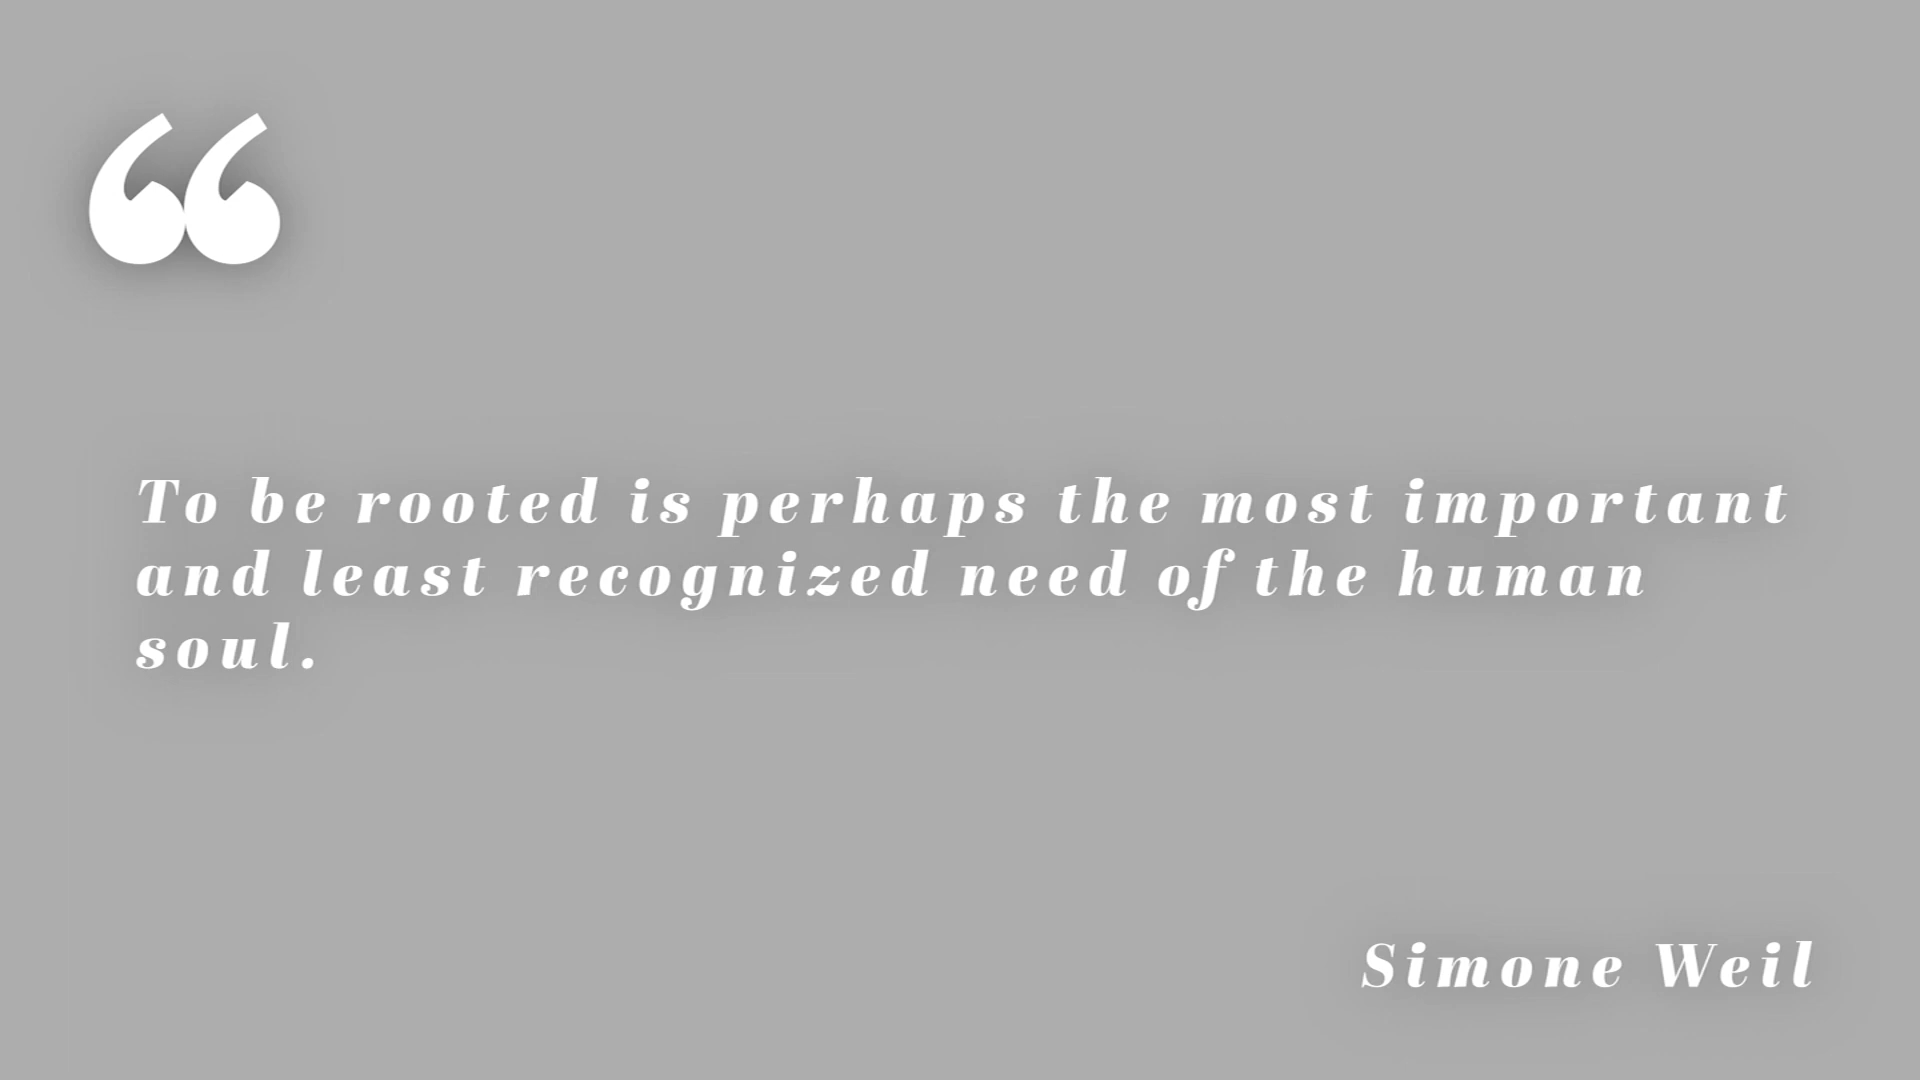 “
To be rooted is perhaps the most important
and least recognized need of the human
soul.
Simone Weil